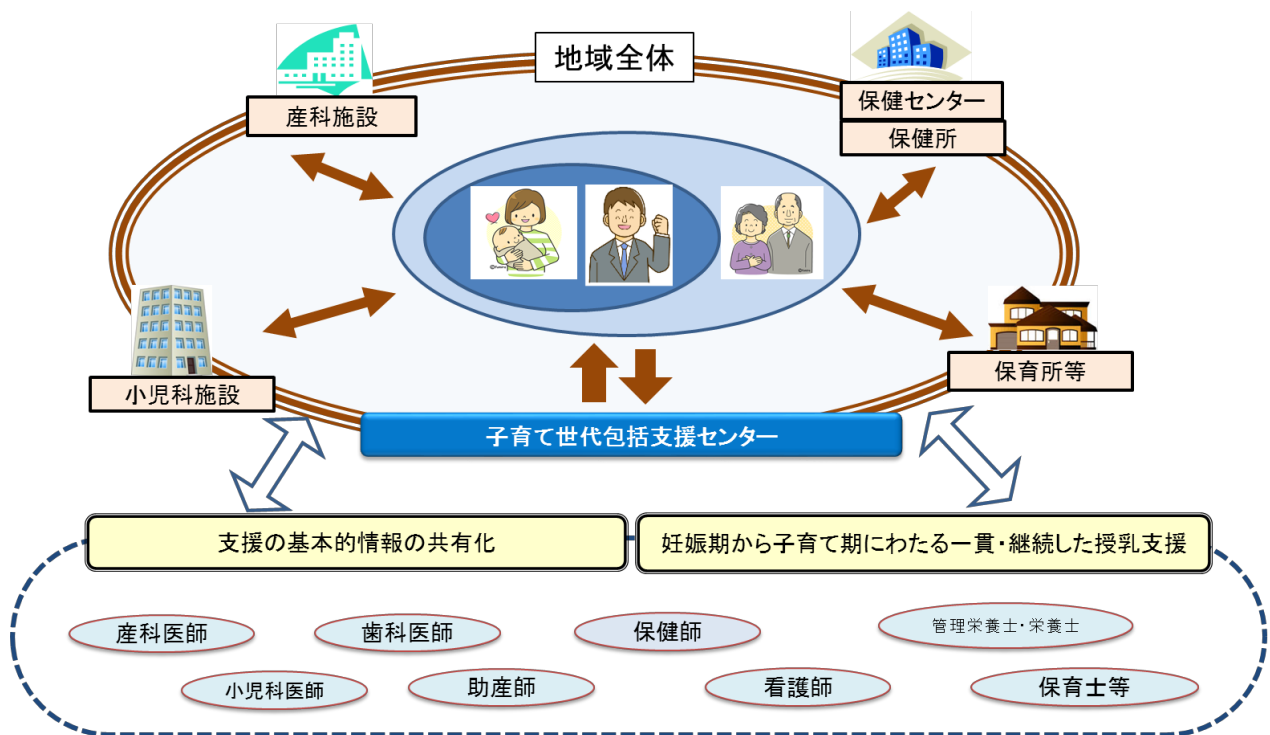 地域全体
産科施設
保健センター
保健所
小児科施設
保育所等
子育て世代包括支援センター
支援の基本的情報の共有化
妊娠期から子育て期にわたる一貫・継続した授乳支援
産科医師
歯科医師
保健師
管理栄養士・栄養士
小児科医師
助産師
看護師
保育士等